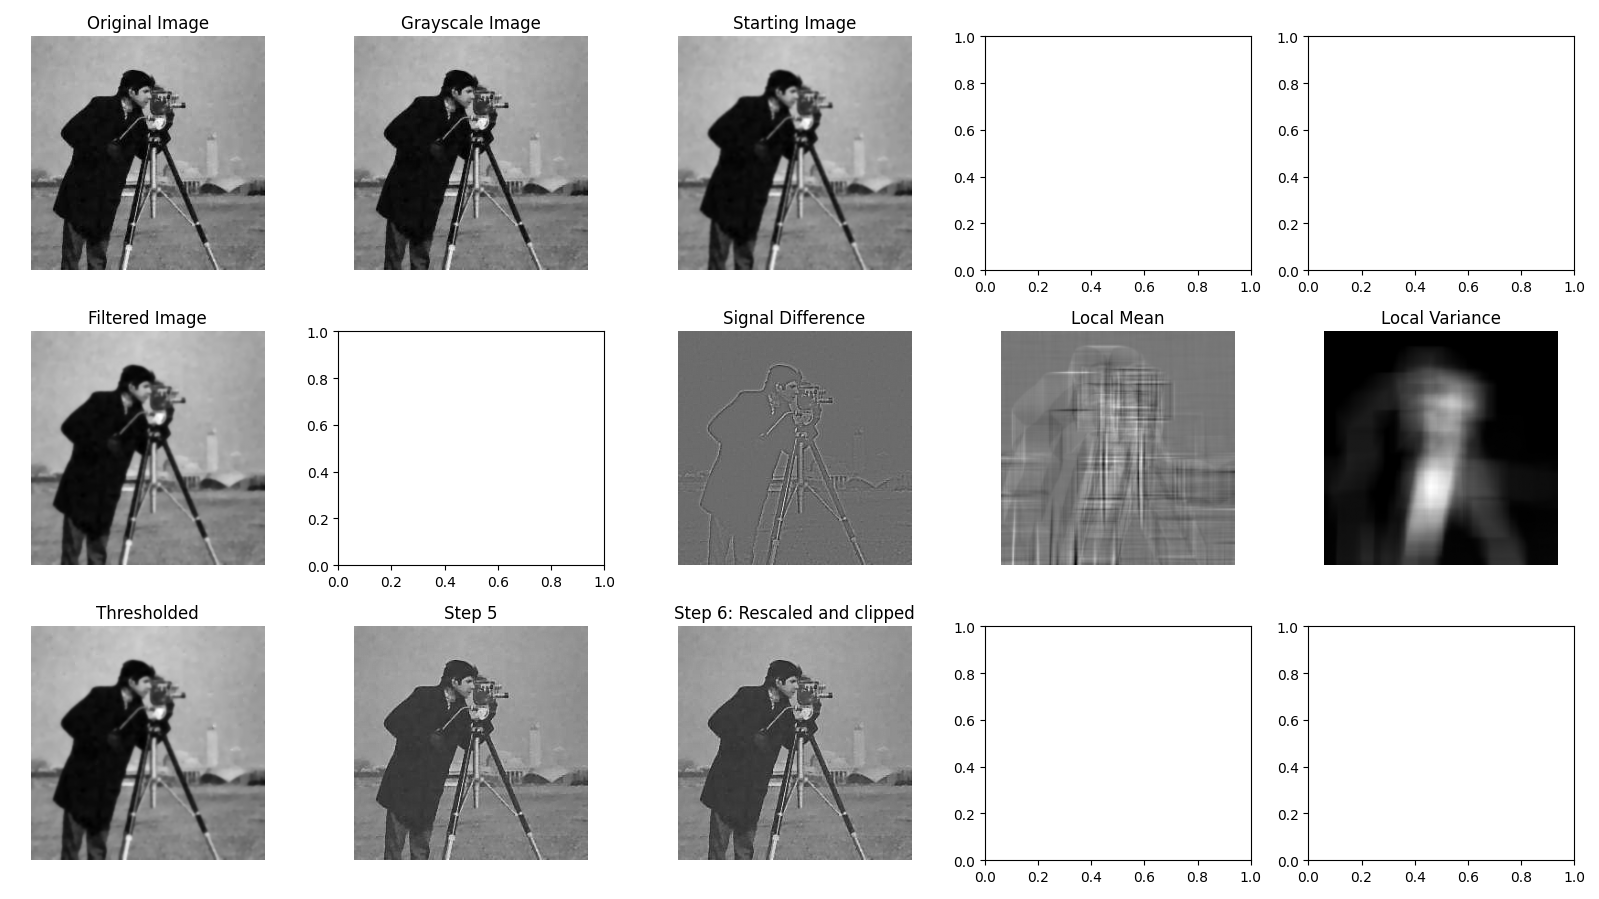 Original Image
Grayscale Image
Starting Image
1.0
0.8
0.6
0.4
0.2
0.0
0.0 0.2 0.4 0.6 0.8 1.0
1.0
0.8
0.6
0.4
0.2
0.0
0.0 0.2 0.4 0.6 0.8 1.0
Filtered Image
1.0
0.8
0.6
0.4
0.2
0.0
0.0 0.2 0.4 0.6 0.8 1.0
Signal Difference
Local Mean
Local Variance
Thresholded
Step 5
Step 6: Rescaled and clipped
1.0
0.8
0.6
0.4
0.2
0.0
0.0 0.2 0.4 0.6 0.8 1.0
1.0
0.8
0.6
0.4
0.2
0.0
0.0 0.2 0.4 0.6 0.8 1.0